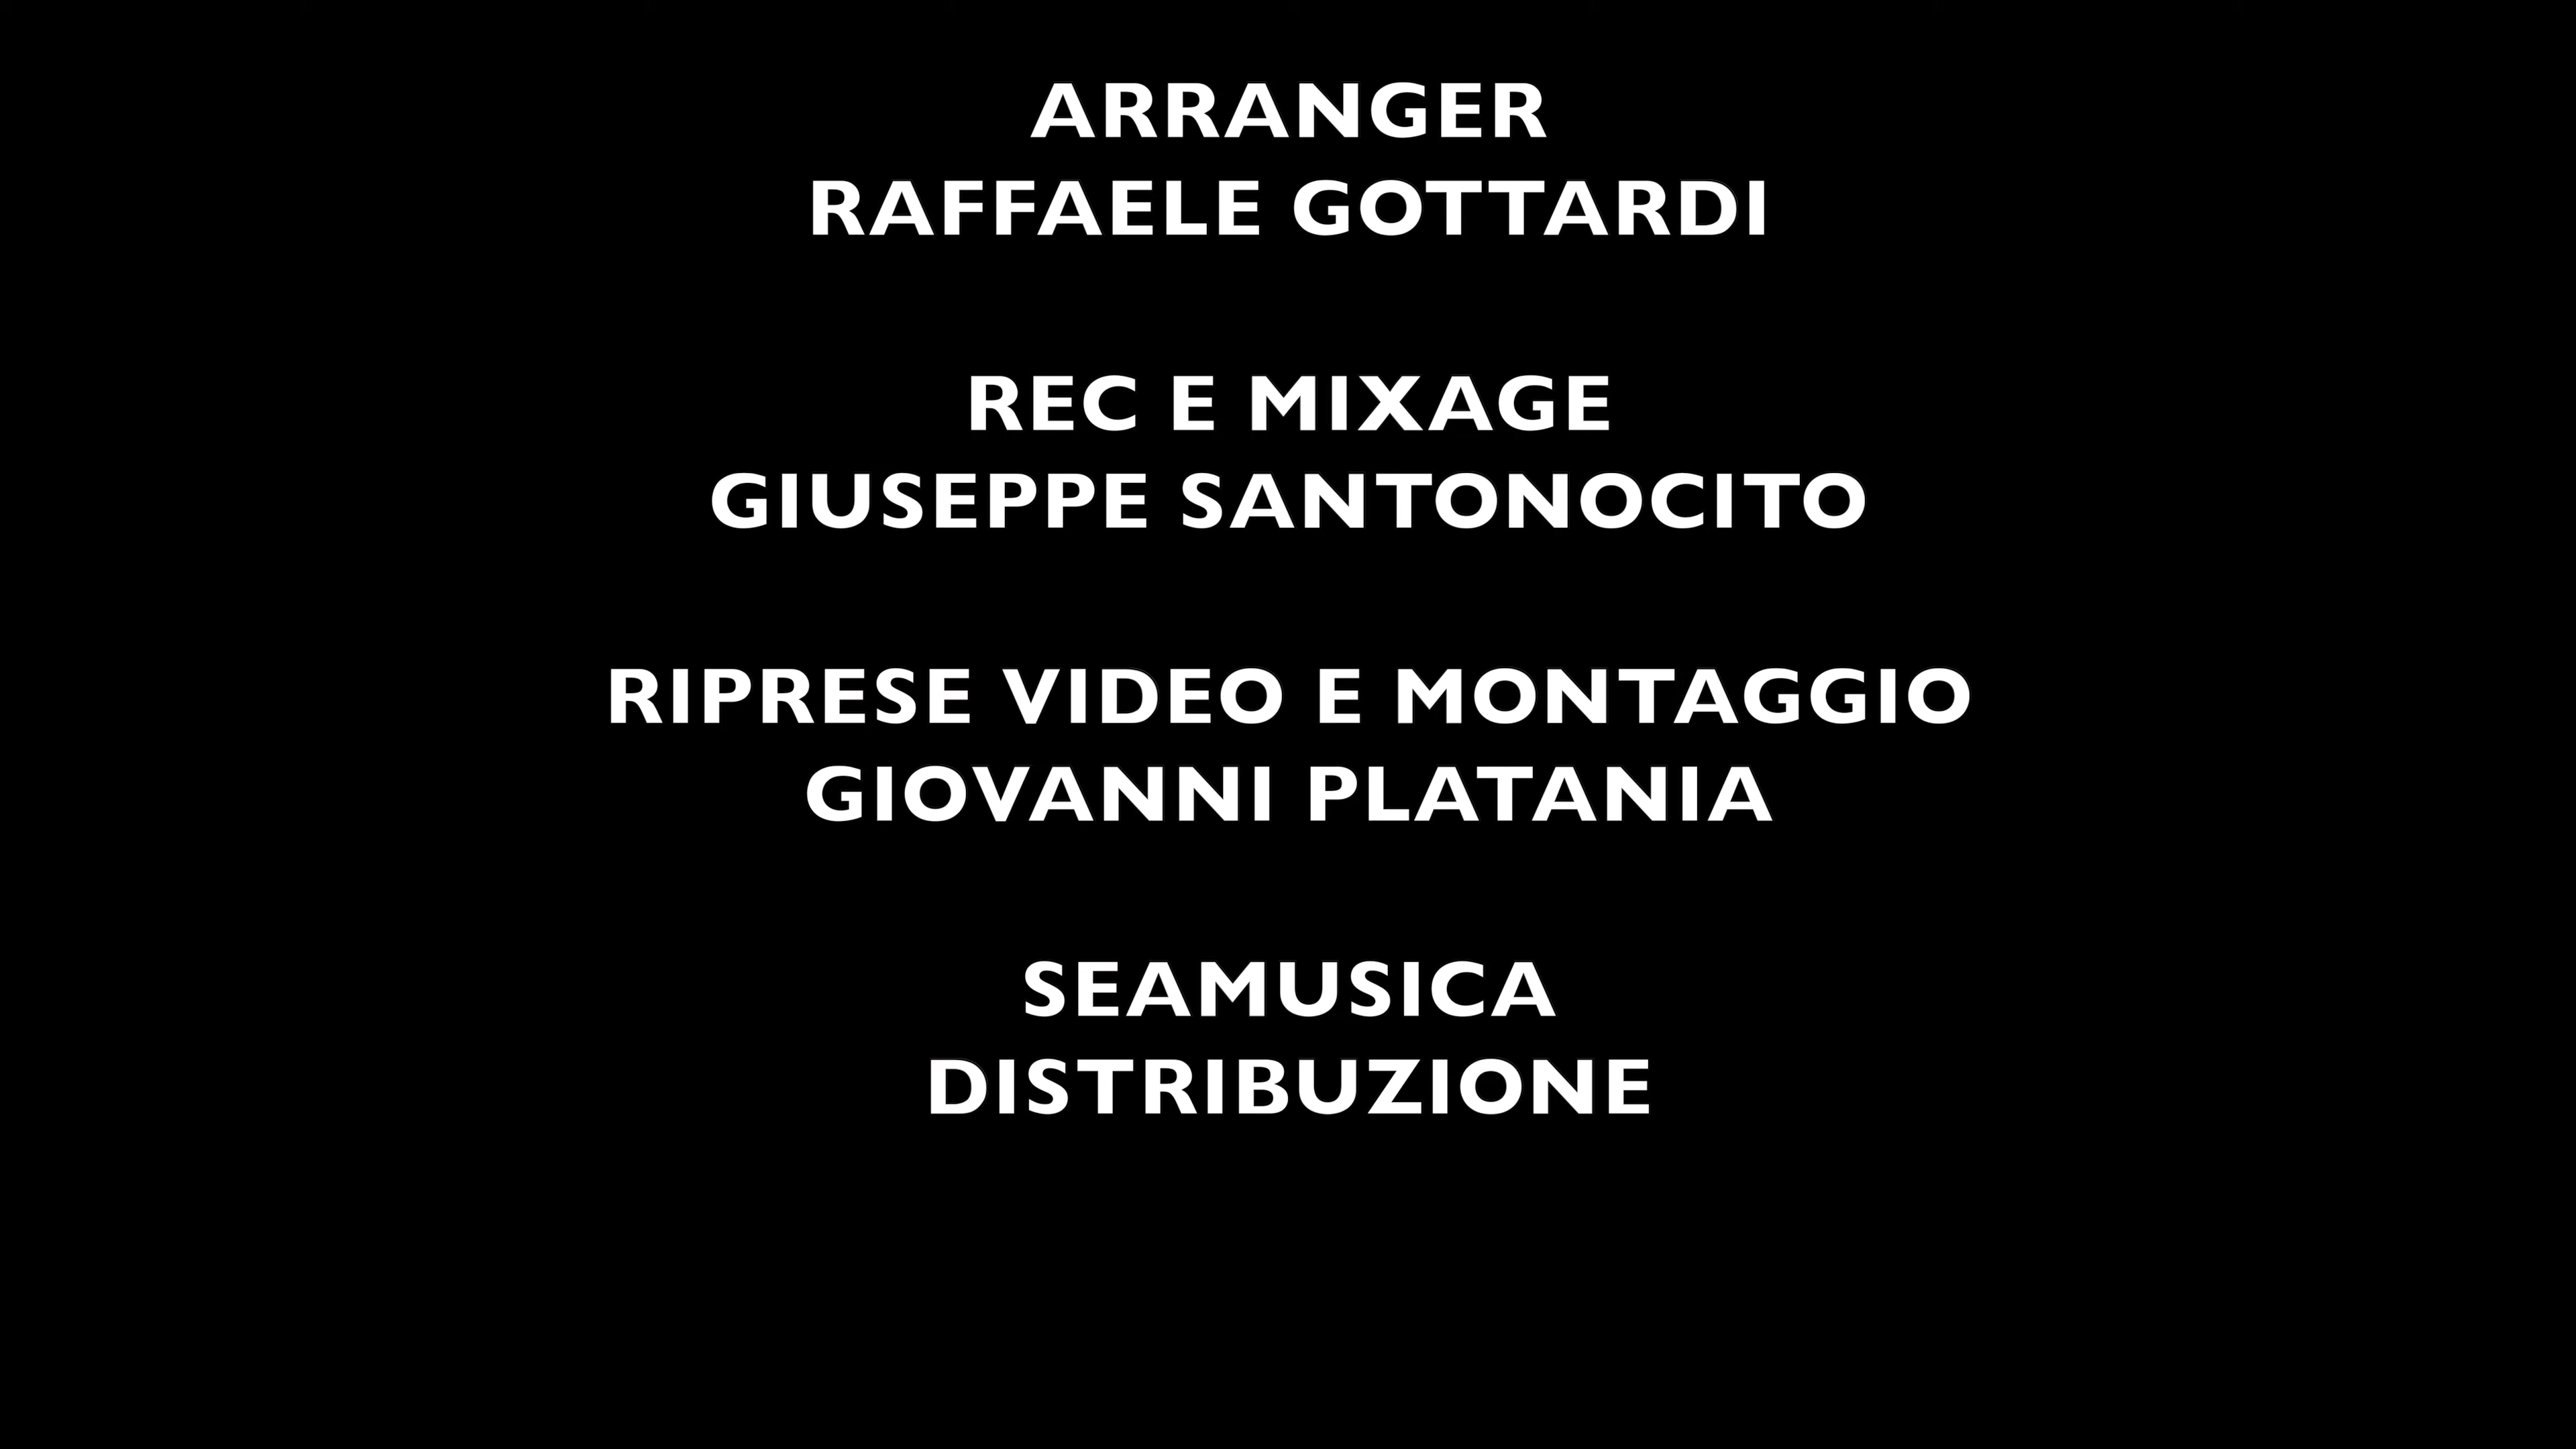 ARRANGER
RAFFAELE GOTTARDI
REC E MIXAGE
GIUSEPPE SANTONOCITO
RIPRESE VIDEO E MONTAGGIO
GIOVANNI PLATANIA
SEAMUSICA
DISTRIBUZIONE